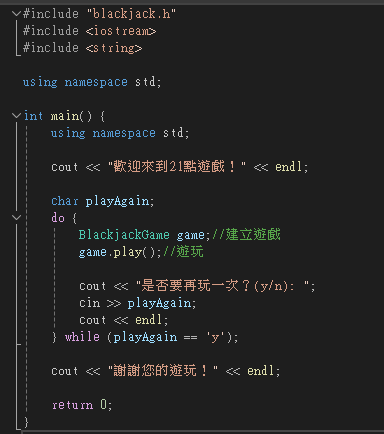 #include "blackjack.h"
#include <iostream>
#include <string>
using namespace std;
int main() {
using namespace std;
cout << "歡迎來到21點遊戲！" << endl;
char playAgain;
do {
BlackjackGame game;//建立遊戲
game.play();//遊玩
cout << "是否要再玩一次？(y/n): ";
cin >> playAgain;
cout << endl;
} while (playAgain == 'y');
cout << "謝謝您的遊玩！" << endl;
return 0;
}